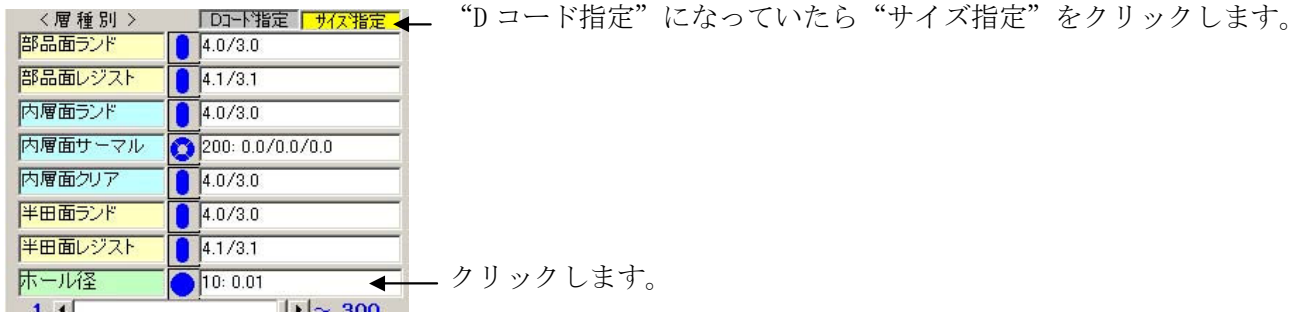 ＜層種別＞ Dｺｰﾄﾞ指定 ｻｲｽﾞ指定 “Dコード指定”になっていたら“サイズ指定”をクリックします。
部品面ランド 4.0/3.0
部品面レジスト 4.1/3.1
内層面ランド 4.0/3.0
内層面サーマル 200: 0.0/0.0/0.0
内層面クリア 4.0/3.0
半田面ランド 4.0/3.0
半田面レジスト 4.1/3.1
ホール径 10: 0.01 クリックします。
1 ～ 300